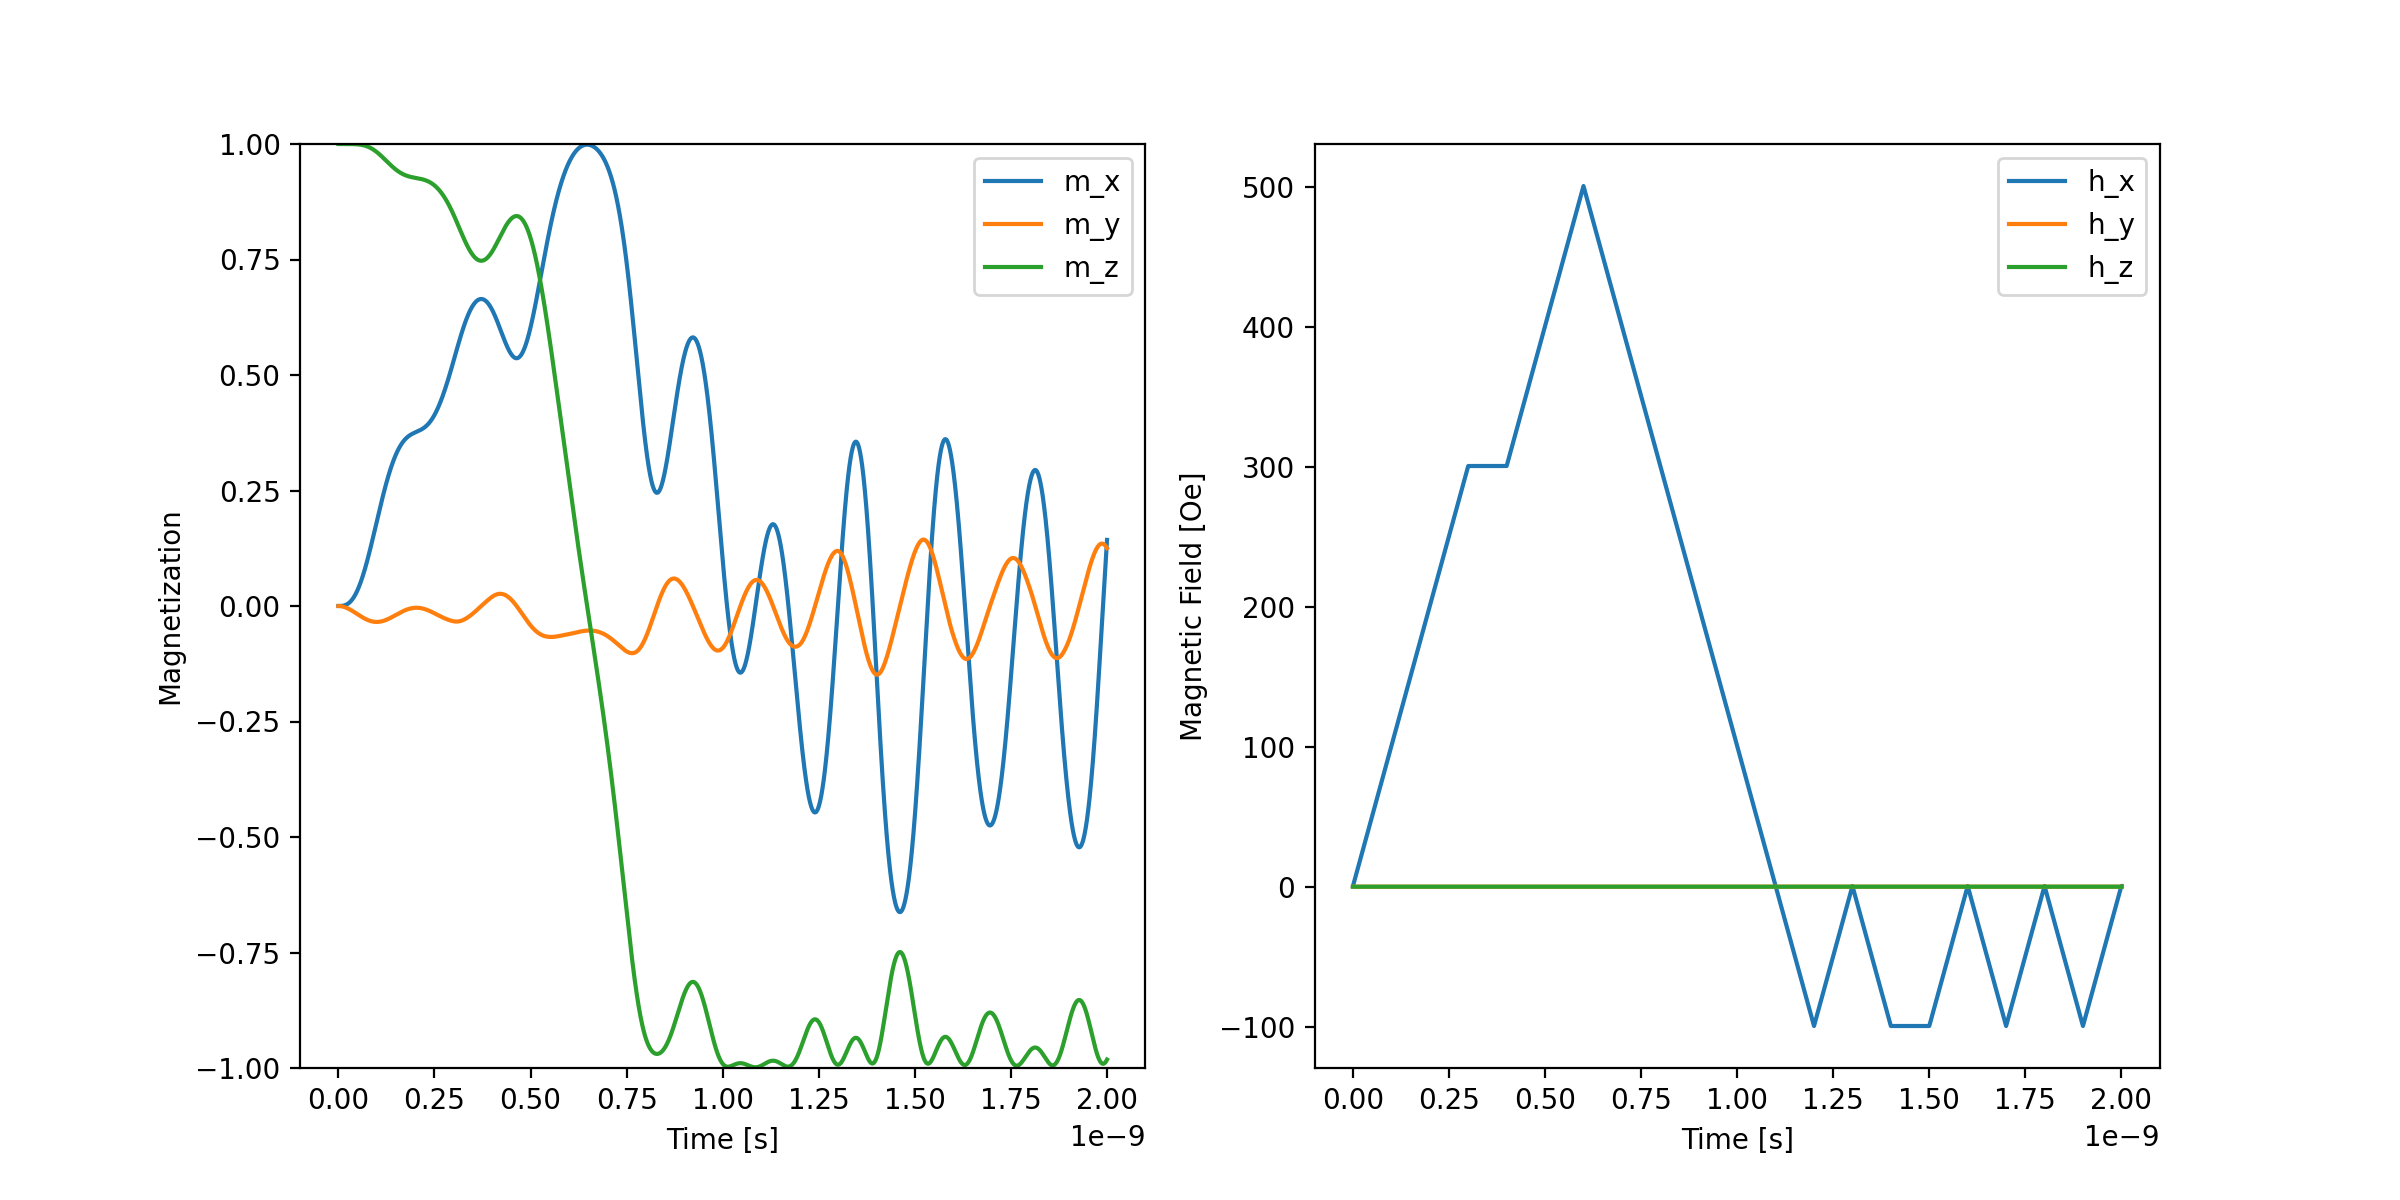 Magnetization
1.00
0.75
0.50
0.25
0.00
−0.25
−0.50
−0.75
−1.00
m_x
m_y
m_z
0.00 0.25 0.50 0.75 1.00 1.25 1.50 1.75 2.00
Time [s]
1e−9
Magnetic Field [Oe]
500
400
300
200
100
0
−100
h_x
h_y
h_z
0.00 0.25 0.50 0.75 1.00 1.25 1.50 1.75 2.00
Time [s]
1e−9